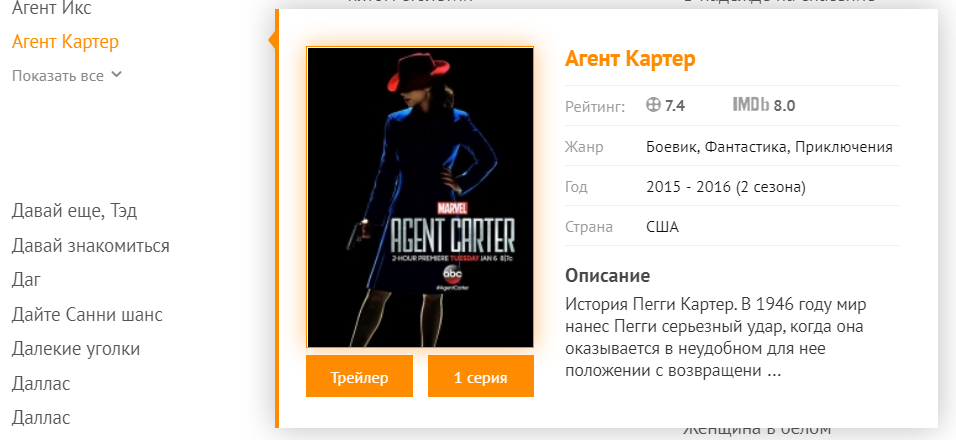 Агент Икс
Агент Картер
Показать все
Давай еще, Тэд
Давай знакомиться
Даг
Дайте Санни шанс
Далекие уголки
Даллас
Даллас
MARVEL
AGENT CARTER
2-HOUR PREMIERE TUESDAY JAN 6 8|7c
abc
#AgentCarter
Трейлер
1 серия
Агент Картер
Рейтинг: 7.4 IMDb 8.0
Жанр Боевик, Фантастика, Приключения
Год 2015 - 2016 (2 сезона)
Страна США
Описание
История Пегги Картер. В 1946 году мир
нанес Пегги серьезный удар, когда она
оказывается в неудобном для нее
положении с возвращени ...
Женщина в белом